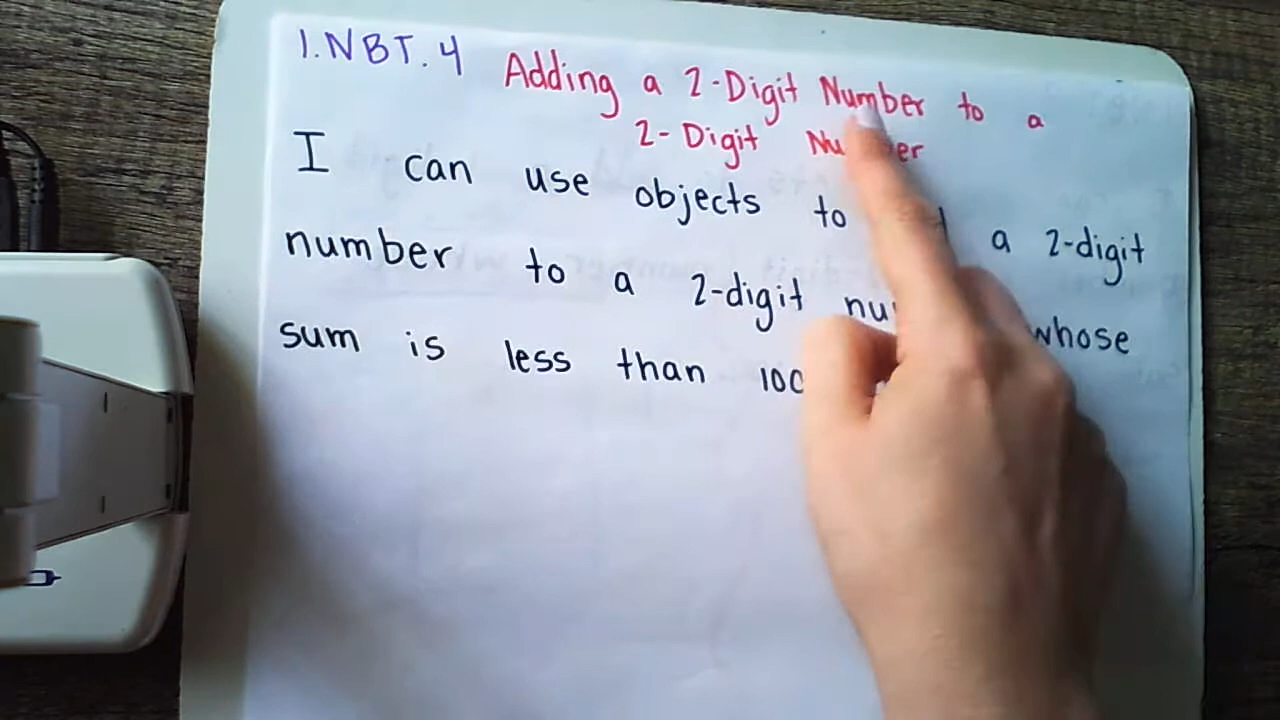 1.NBT.4 Adding a 2-Digit Number to a
2-Digit
I can use objects to a 2-digit
number to a 2-digit whose
sum is less than